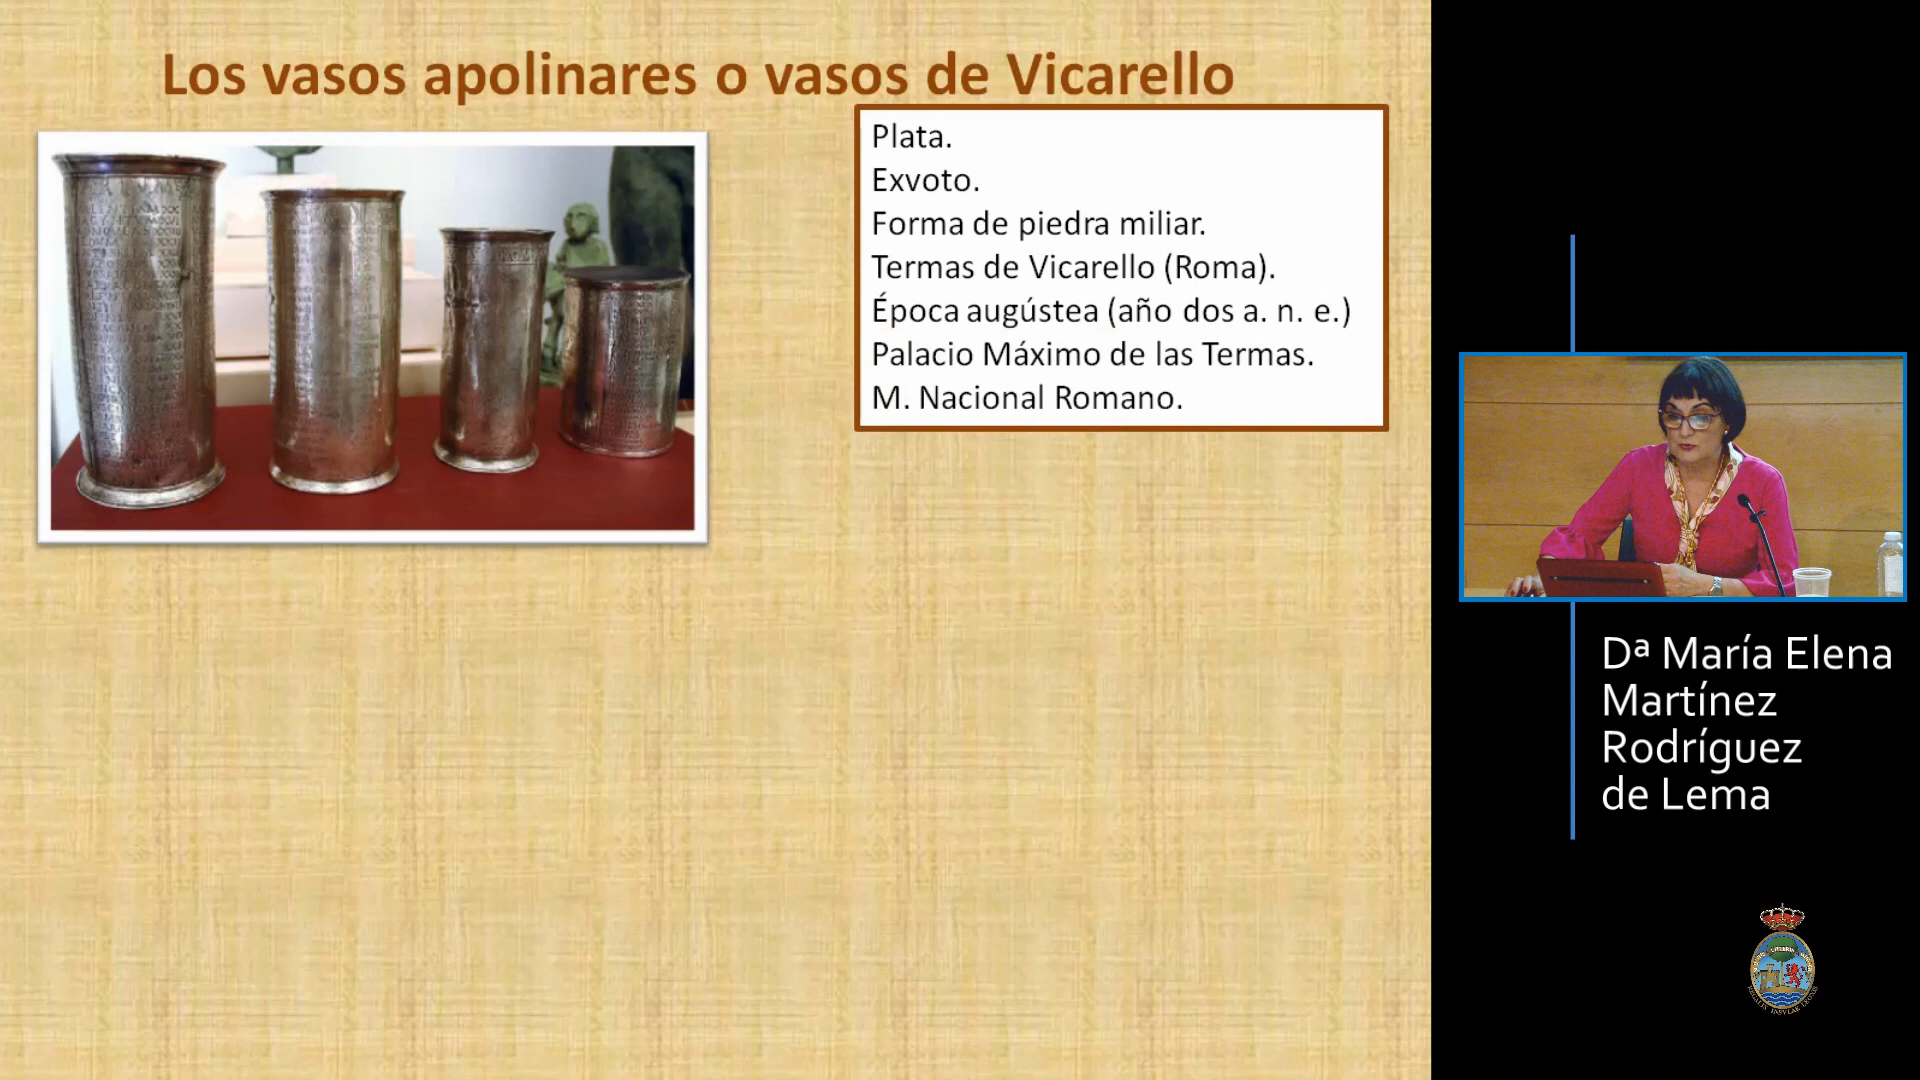 Los vasos apolinares o vasos de Vicarello
Plata.
Exvoto.
Forma de piedra miliar.
Termas de Vicarello (Roma).
Época augústea (año dos a. n. e.)
Palacio Máximo de las Termas.
M. Nacional Romano.
Dª María Elena
Martínez
Rodríguez
de Lema